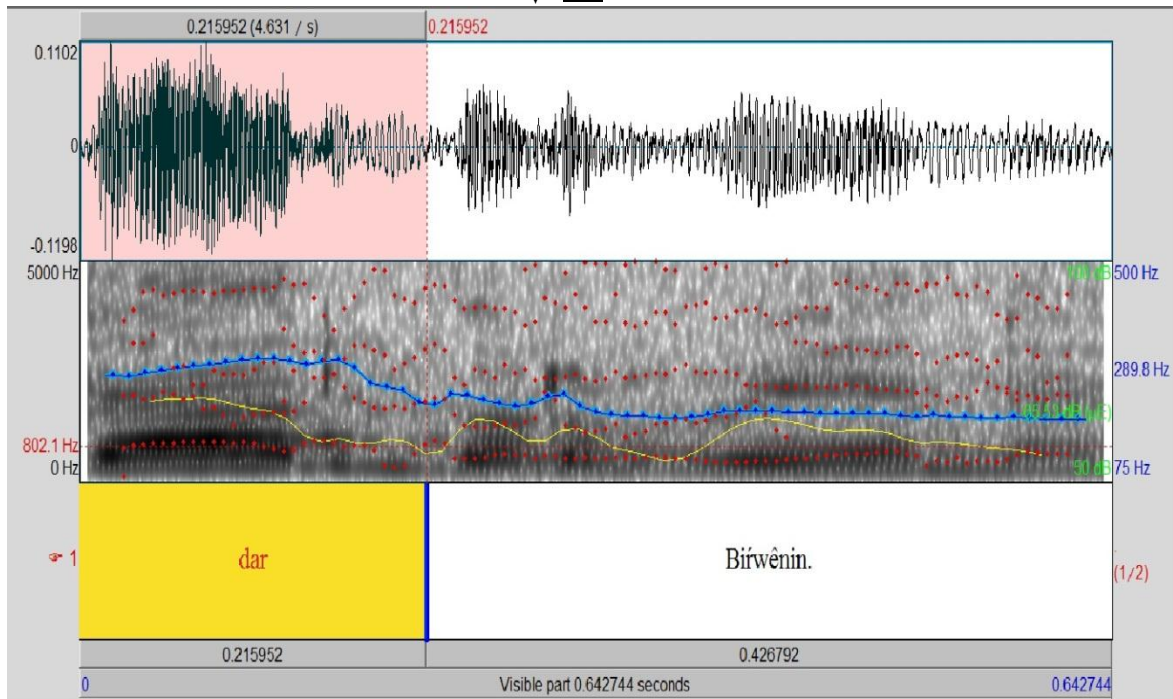 0.215952 (4.631 / s) 0.215952
0.1102
0
-0.1198
5000 Hz 500 Hz
289.8 Hz
802.1 Hz
0 Hz 50 dB 75 Hz
☞ 1 dar Biŕwênin.
(1/2)
0.215952 0.426792
0 Visible part 0.642744 seconds 0.642744